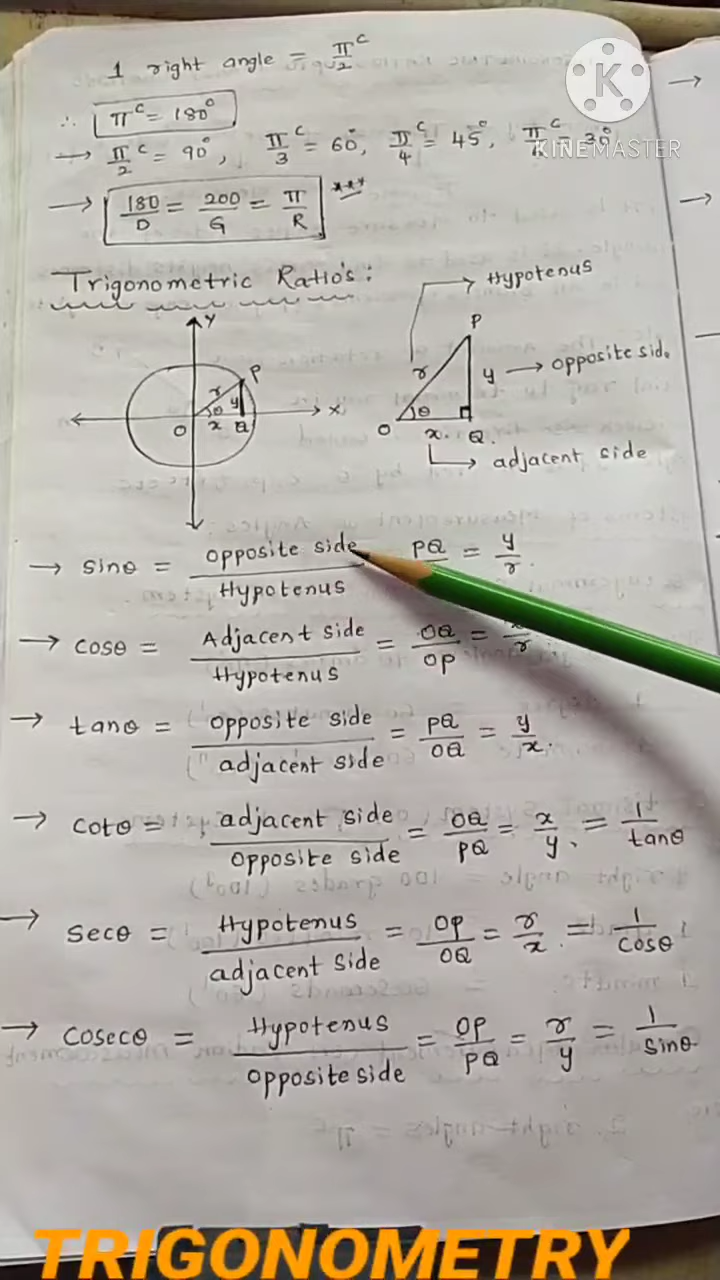 1 right angle = π/2 ᶜ
∴ πᶜ = 180°
→ π/2 ᶜ = 90°, π/3 ᶜ = 60°, π/4 ᶜ = 45°, π/6 ᶜ = 30°
→ 180/D = 200/G = π/R ***
K
KINEMASTER
Trigonometric Ratio's:
→ Hypotenus
Y
P
r
y
θ
O
x
Q
X
P
r
y → opposite side
θ
O
x
Q.
→ adjacent side
→ sinθ = opposite side / Hypotenus PQ = y/r.
→ cosθ = Adjacent side / Hypotenus = OQ/OP = x/r
→ tanθ = opposite side / adjacent side = PQ/OQ = y/x.
→ cotθ = adjacent side / opposite side = OQ/PQ = x/y. = 1/tanθ
→ secθ = Hypotenus / adjacent side = OP/OQ = r/x. = 1/cosθ
→ cosecθ = Hypotenus / opposite side = OP/PQ = r/y = 1/sinθ
TRIGONOMETRY